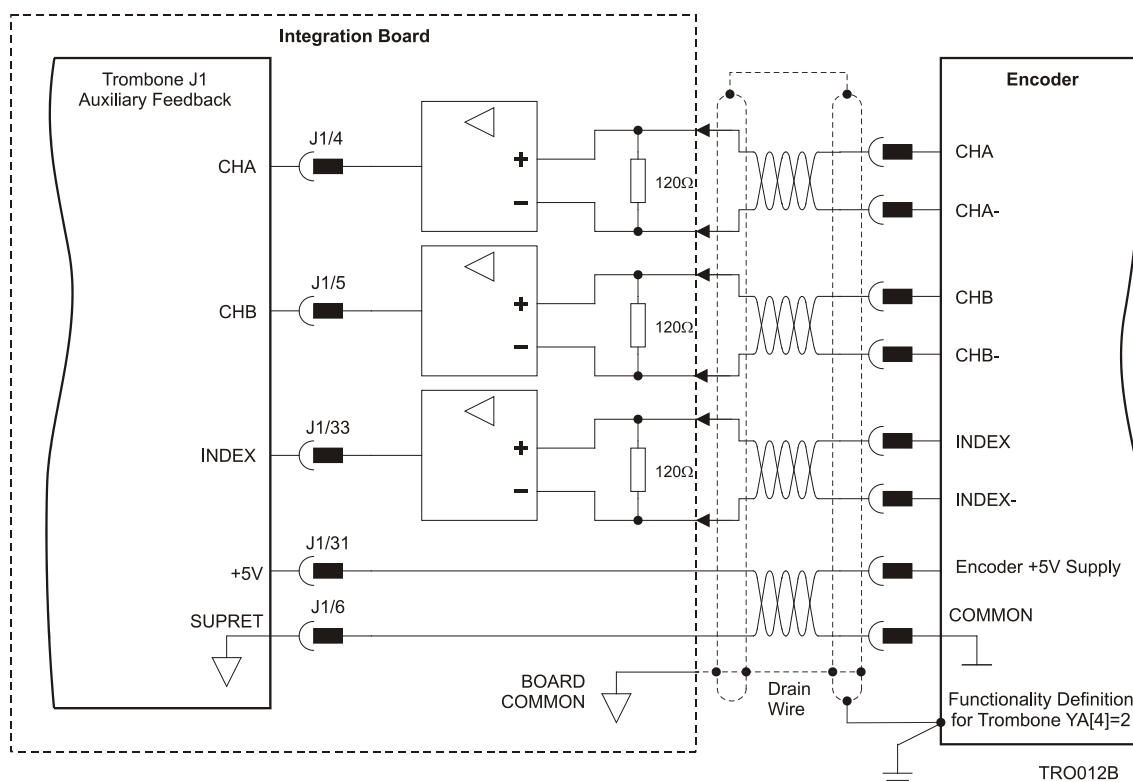 Integration Board
Trombone J1
Auxiliary Feedback
Encoder
J1/4
CHA
+
-
120Ω
CHA
CHA-
J1/5
CHB
+
-
120Ω
CHB
CHB-
J1/33
INDEX
+
-
120Ω
INDEX
INDEX-
J1/31
+5V
Encoder +5V Supply
J1/6
SUPRET
COMMON
BOARD
COMMON
Drain
Wire
Functionality Definition
for Trombone YA[4]=2
TRO012B